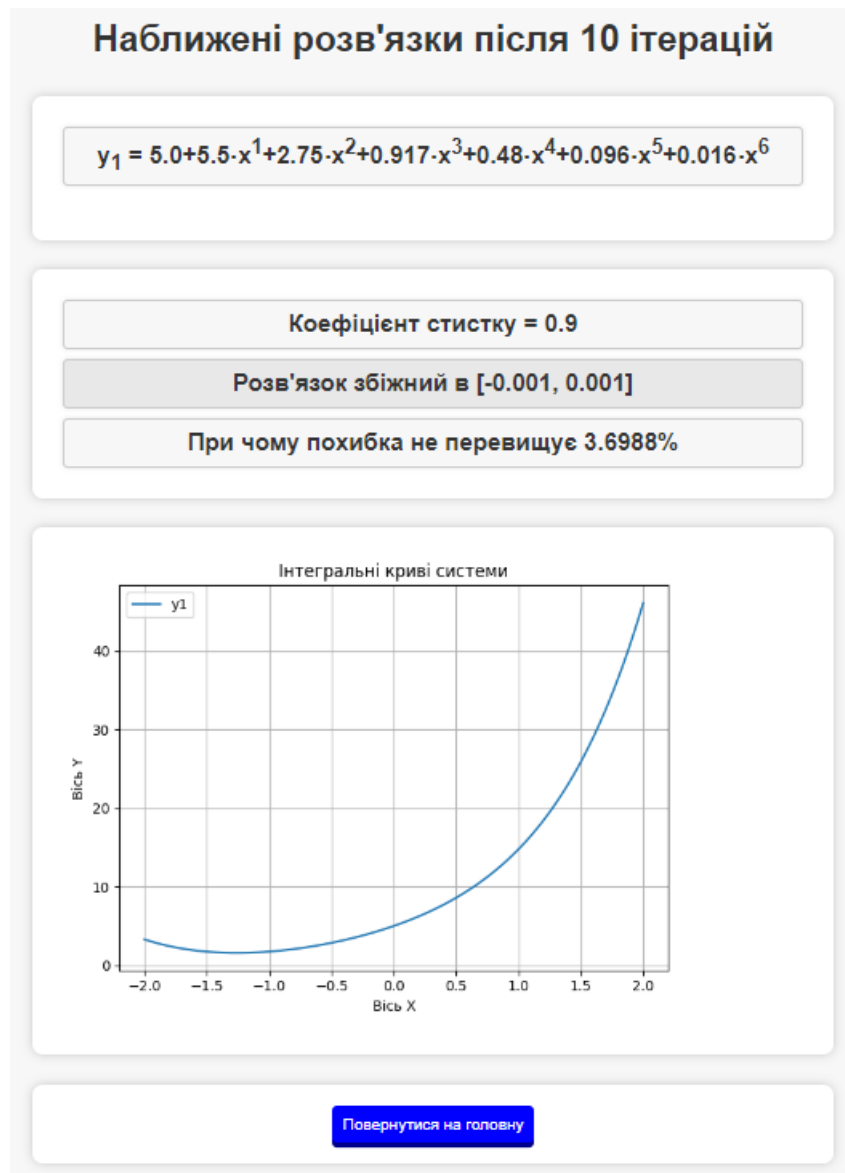 Наближені розв'язки після 10 ітерацій
y₁ = 5.0+5.5·x¹+2.75·x²+0.917·x³+0.48·x⁴+0.096·x⁵+0.016·x⁶
Коефіцієнт стистку = 0.9
Розв'язок збіжний в [-0.001, 0.001]
При чому похибка не перевищує 3.6988%
Інтегральні криві системи
y1
40
30
20
10
0
Вісь Y
−2.0 −1.5 −1.0 −0.5 0.0 0.5 1.0 1.5 2.0
Вісь X
Повернутися на головну